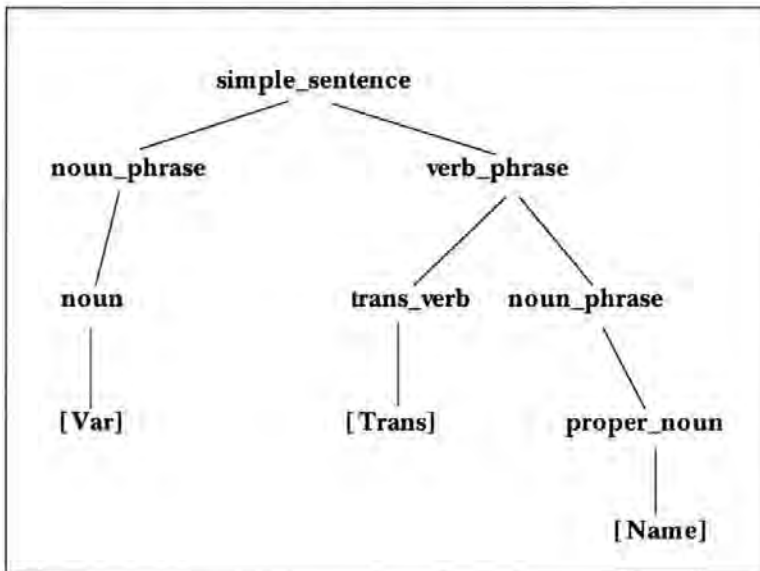 simple_sentence
noun_phrase verb_phrase
noun trans_verb noun_phrase
[Var] [Trans] proper_noun
[Name]